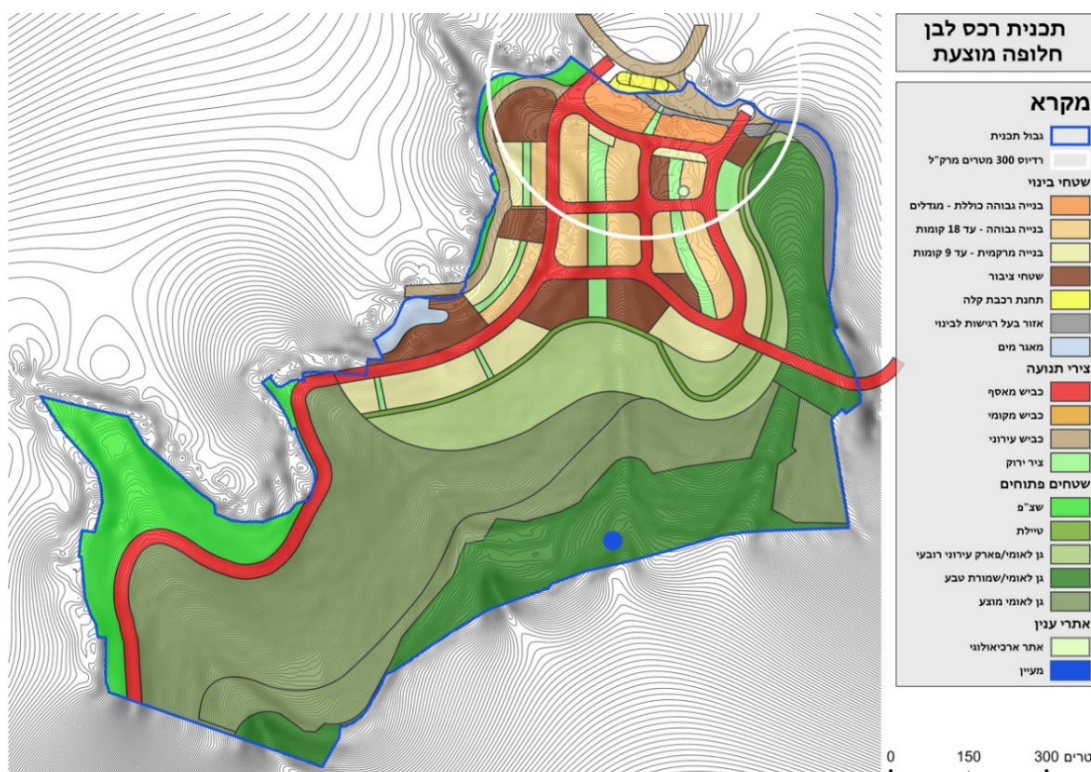 תכנית רכס לבן
חלופה מוצעת
מקרא
גבול תכנית
רדיוס 300 מטרים מרק"ל
שטחי בינוי
בנייה גבוהה כוללת - מגדלים
בנייה גבוהה - עד 18 קומות
בנייה מרקמית - עד 9 קומות
שטחי ציבור
תחנת רכבת קלה
אזור בעל רגישות לבינוי
מאגר מים
צירי תנועה
כביש מאסף
כביש מקומי
כביש עירוני
ציר ירוק
שטחים פתוחים
שצ"פ
טיילת
גן לאומי/פארק עירוני רובעי
גן לאומי/שמורת טבע
גן לאומי מוצע
אתרי ענין
אתר ארכיאולוגי
מעיין
0 150 300 טרים